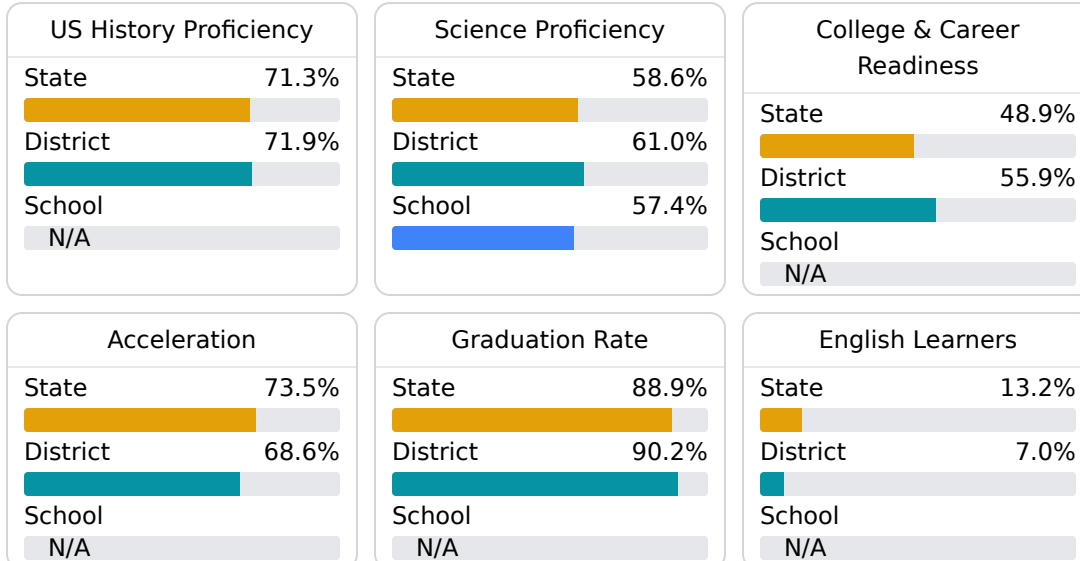 US History Proficiency
State 71.3%
District 71.9%
School
N/A
Science Proficiency
State 58.6%
District 61.0%
School 57.4%
College & Career
Readiness
State 48.9%
District 55.9%
School
N/A
Acceleration
State 73.5%
District 68.6%
School
N/A
Graduation Rate
State 88.9%
District 90.2%
School
N/A
English Learners
State 13.2%
District 7.0%
School
N/A